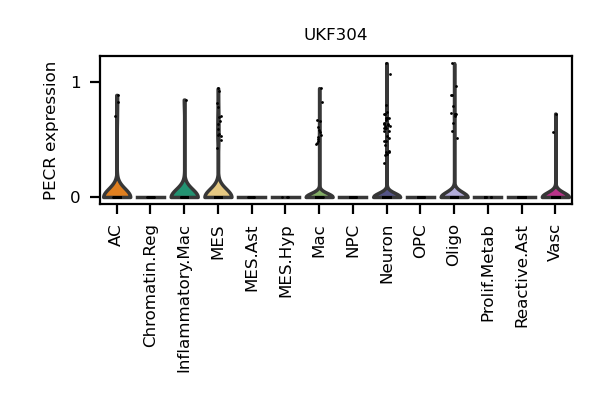 UKF304
PECR expression
1
0
AC
Chromatin.Reg
Inflammatory.Mac
MES
MES.Ast
MES.Hyp
Mac
NPC
Neuron
OPC
Oligo
Prolif.Metab
Reactive.Ast
Vasc